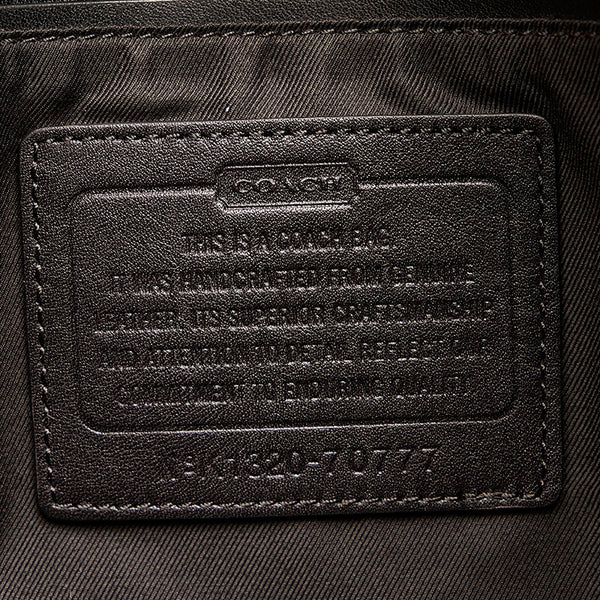 COACH
THIS IS A COACH BAG.
IT WAS HANDCRAFTED FROM GENUINE
LEATHER. ITS SUPERIOR CRAFTSMANSHIP
AND ATTENTION TO DETAIL REFLECT OUR
COMMITMENT TO ENDURING QUALITY.
-70777